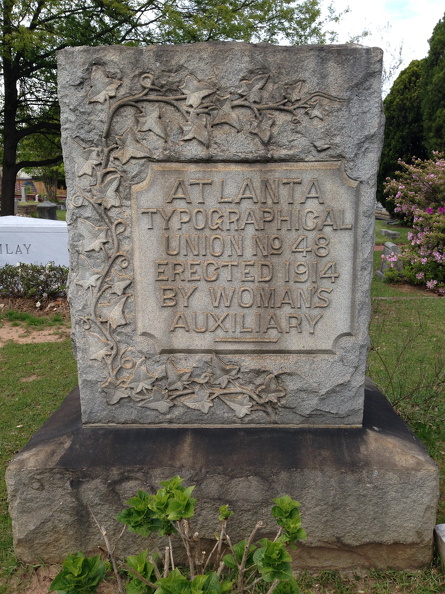 ATLANTA
TYPOGRAPHICAL
UNION No 48
ERECTED 1914
BY WOMAN'S
AUXILIARY